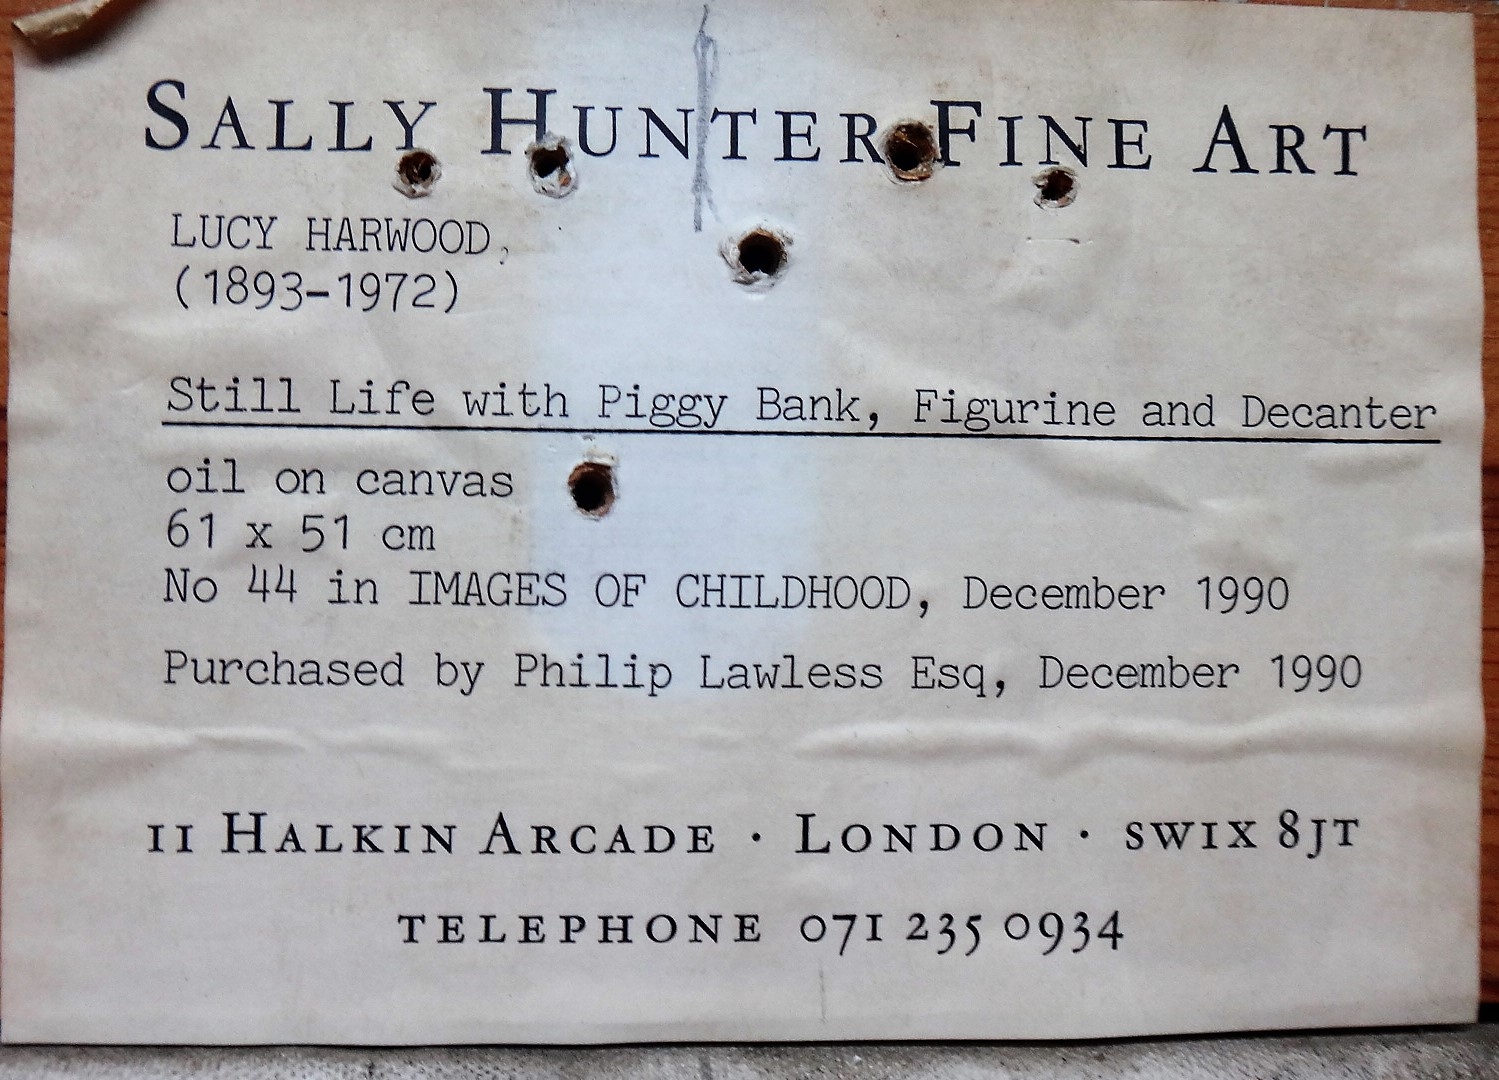 SALLY HUNTER FINE ART
LUCY HARWOOD,
(1893-1972)
Still Life with Piggy Bank, Figurine and Decanter
oil on canvas
61 x 51 cm
No 44 in IMAGES OF CHILDHOOD, December 1990
Purchased by Philip Lawless Esq, December 1990
11 HALKIN ARCADE · LONDON · SW1X 8JT
TELEPHONE 071 235 0934